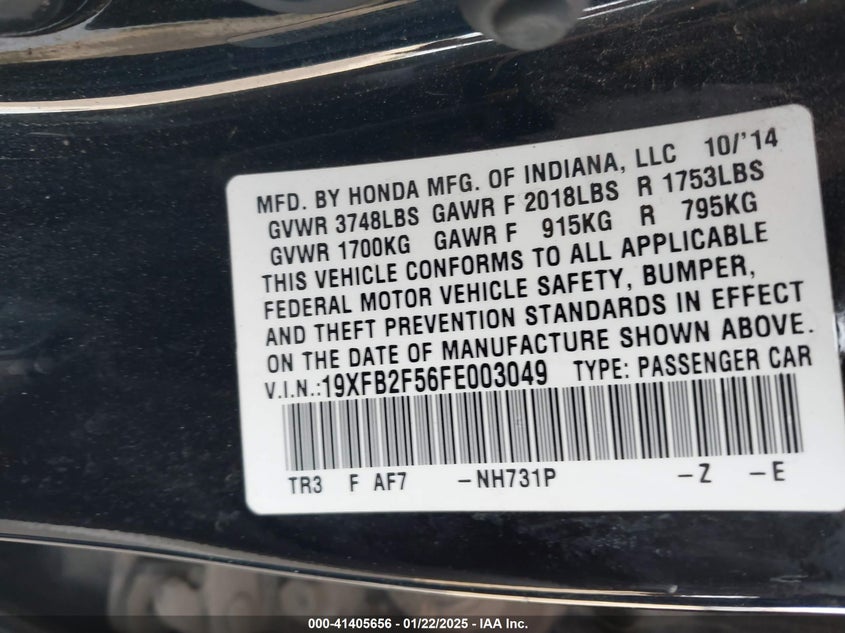 MFD. BY HONDA MFG. OF INDIANA, LLC 10/'14
GVWR 3748LBS GAWR F 2018LBS R 1753LBS
GVWR 1700KG GAWR F 915KG R 795KG
THIS VEHICLE CONFORMS TO ALL APPLICABLE
FEDERAL MOTOR VEHICLE SAFETY, BUMPER,
AND THEFT PREVENTION STANDARDS IN EFFECT
ON THE DATE OF MANUFACTURE SHOWN ABOVE.
V.I.N.:19XFB2F56FE003049 TYPE: PASSENGER CAR
TR3 F AF7 -NH731P -Z -E
000-41405656 - 01/22/2025 - IAA Inc.